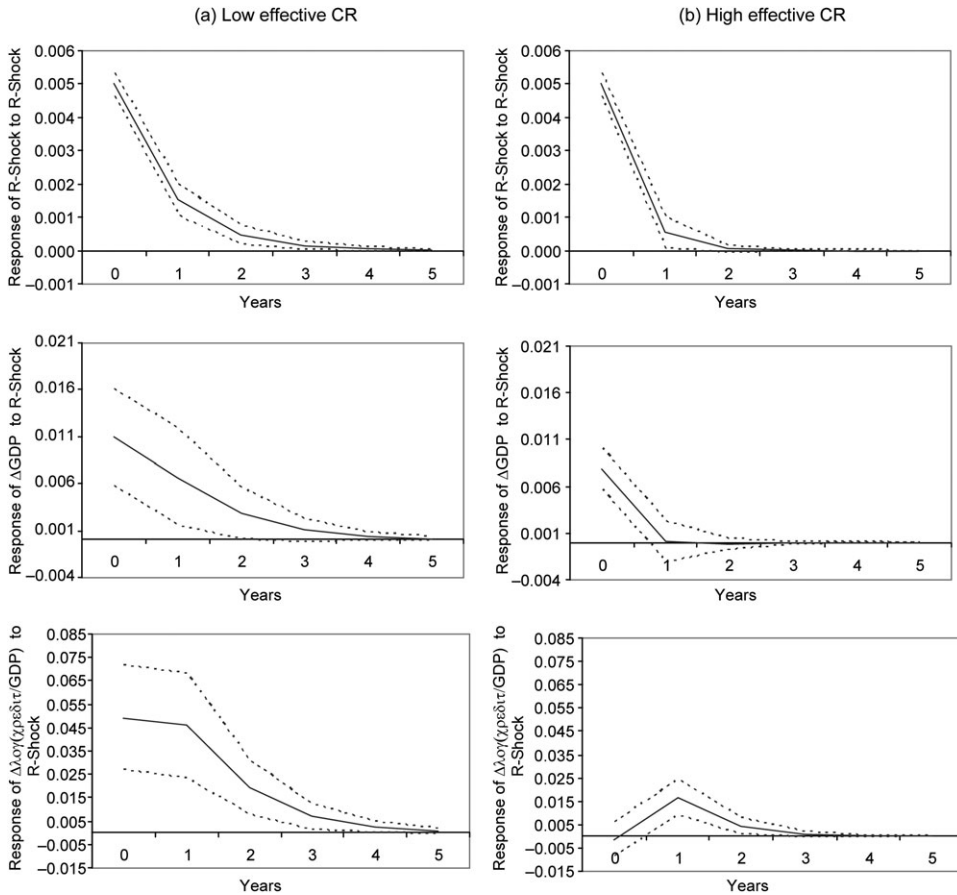 (a) Low effective CR
Response of R-Shock to R-Shock
0.006
0.005
0.004
0.003
0.002
0.001
0.000
–0.001
0 1 2 3 4 5
Years
Response of ΔGDP to R-Shock
0.021
0.016
0.011
0.006
0.001
–0.004
0 1 2 3 4 5
Years
Response of Δλογ(χρεδιτ/GDP) to
R-Shock
0.085
0.075
0.065
0.055
0.045
0.035
0.025
0.015
0.005
–0.005
–0.015
0 1 2 3 4 5
Years
(b) High effective CR
Response of R-Shock to R-Shock
0.006
0.005
0.004
0.003
0.002
0.001
0.000
–0.001
0 1 2 3 4 5
Years
Response of ΔGDP to R-Shock
0.021
0.016
0.011
0.006
0.001
–0.004
0 1 2 3 4 5
Years
Response of Δλογ(χρεδιτ/GDP) to
R-Shock
0.085
0.075
0.065
0.055
0.045
0.035
0.025
0.015
0.005
–0.005
–0.015
0 1 2 3 4 5
Years